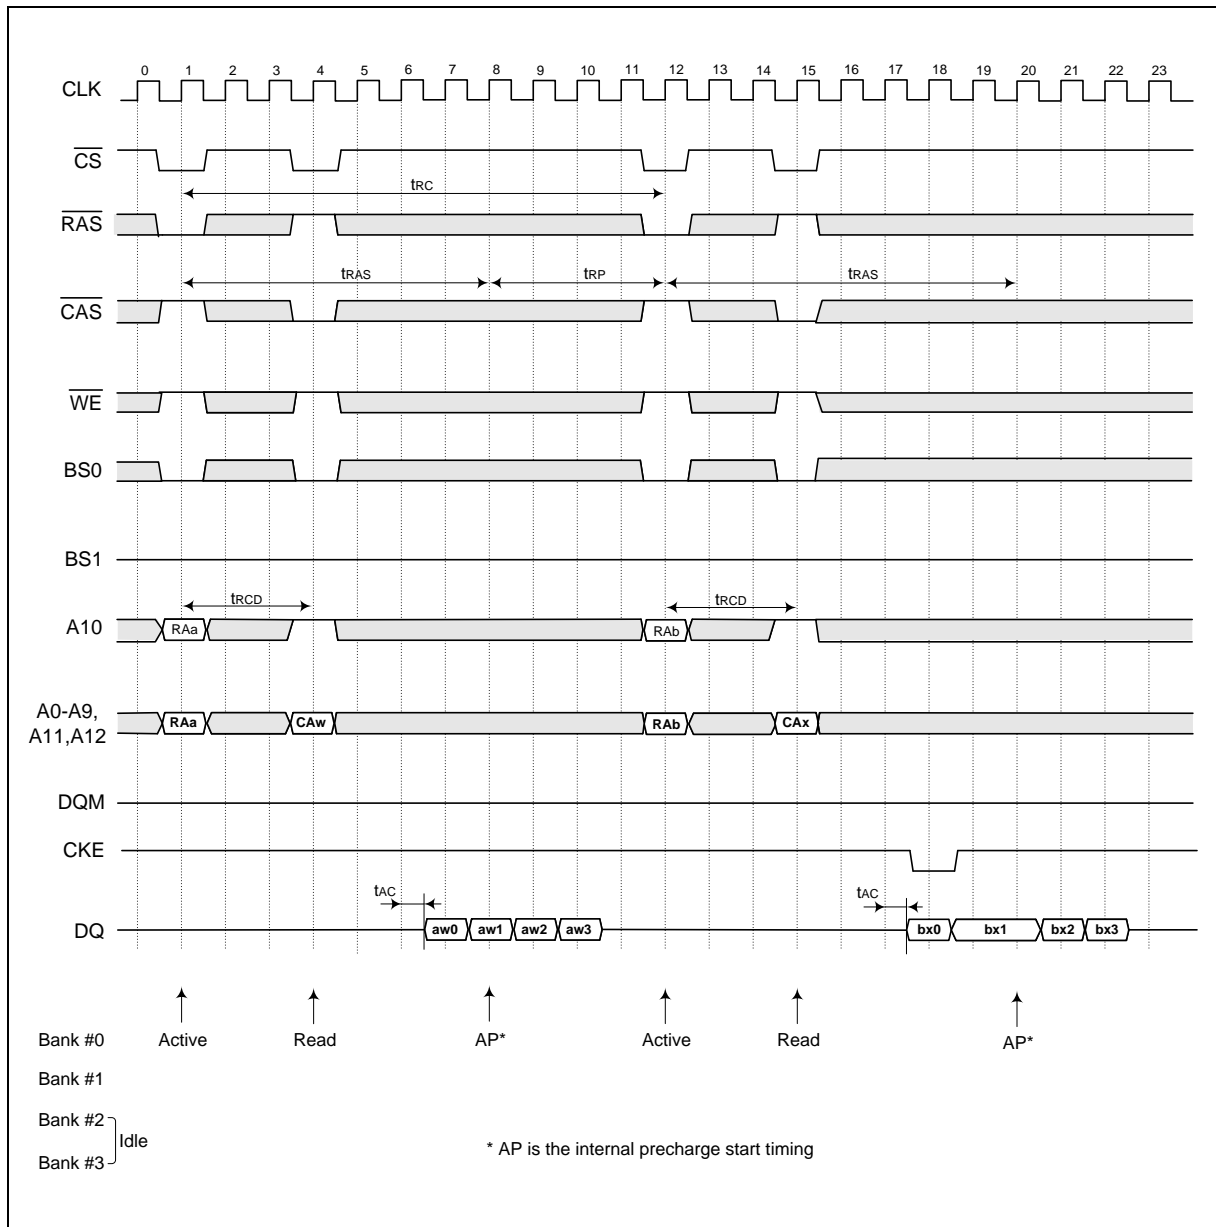 0 1 2 3 4 5 6 7 8 9 10 11 12 13 14 15 16 17 18 19 20 21 22 23
CLK
CS
tRC
RAS
tRAS tRP tRAS
CAS
WE
BS0
BS1
tRCD tRCD
A10 RAa RAb
A0-A9,
A11,A12 RAa CAw RAb CAx
DQM
CKE
tAC tAC
DQ aw0 aw1 aw2 aw3 bx0 bx1 bx2 bx3
Bank #0 Active Read AP* Active Read AP*
Bank #1
Bank #2
Idle
Bank #3
* AP is the internal precharge start timing